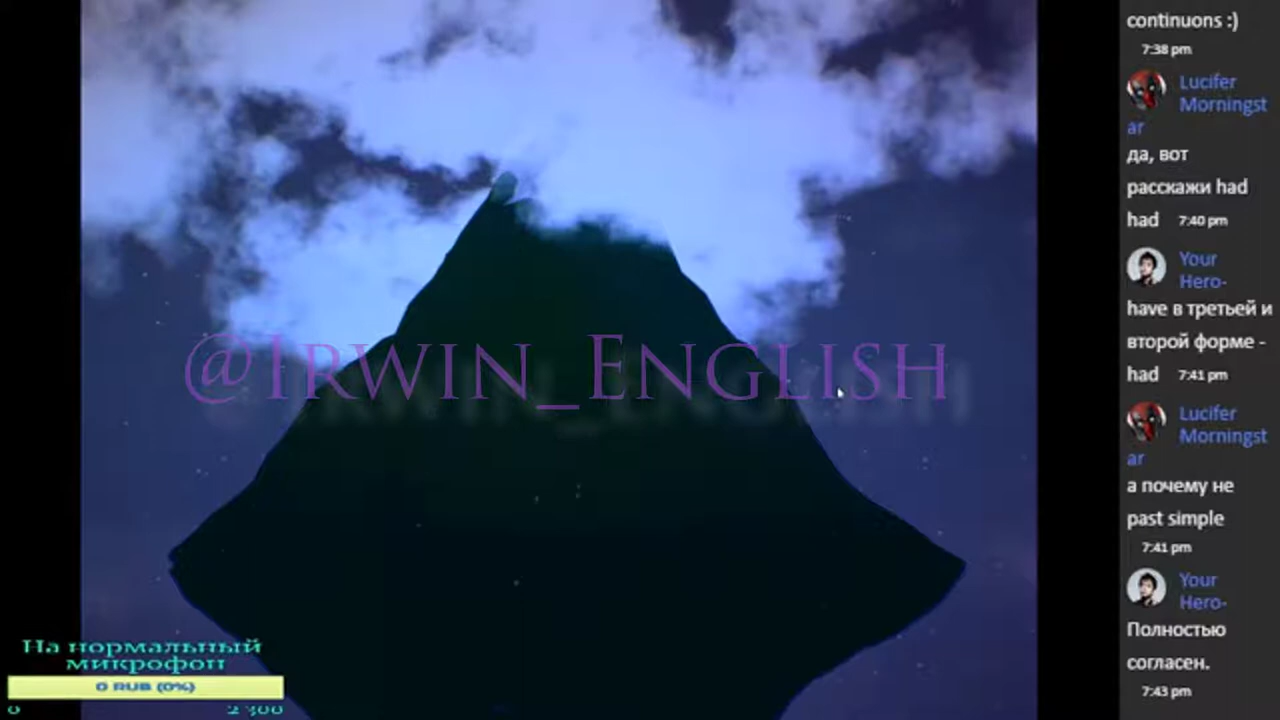 @Irwin_English
На нормальный
микрофон
0 RUB (0%)
0 2 300
continuons :)
7:38 pm
Lucifer
Morningst
ar
да, вот
расскажи had
had 7:40 pm
Your
Hero-
have в третьей и
второй форме -
had 7:41 pm
Lucifer
Morningst
ar
а почему не
past simple
7:41 pm
Your
Hero-
Полностью
согласен.
7:43 pm